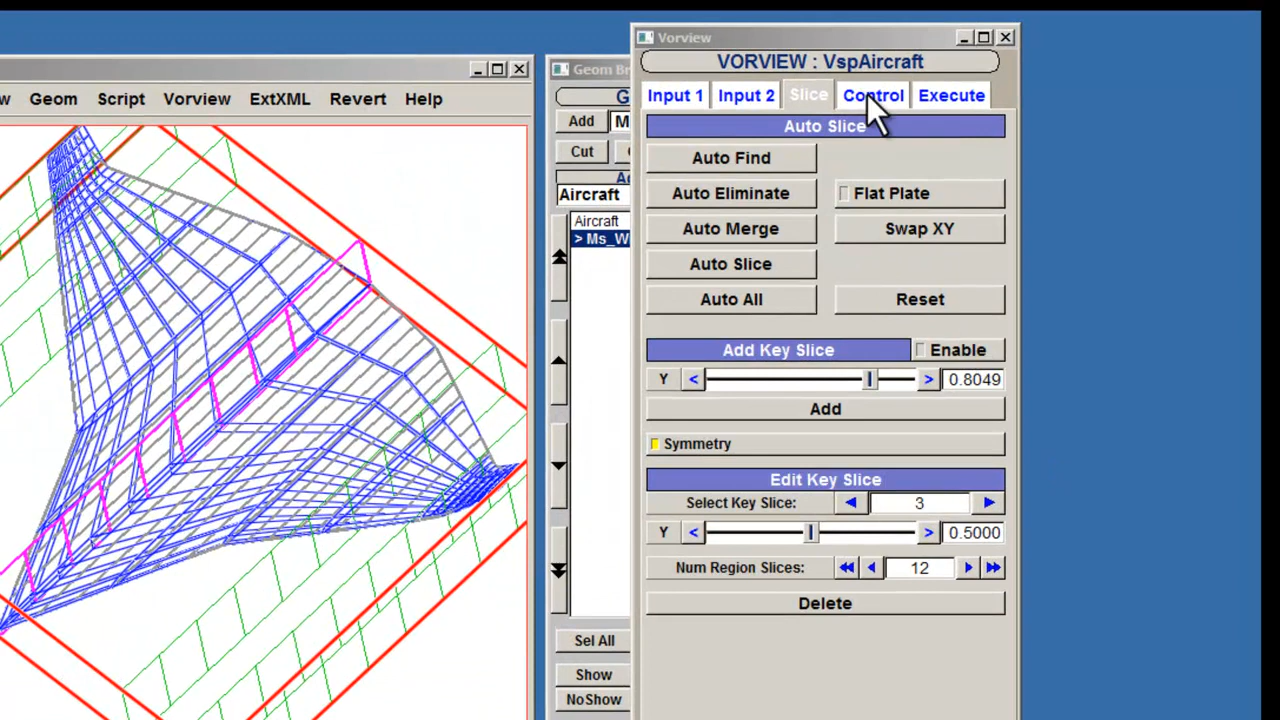 Vorview
VORVIEW : VspAircraft
Input 1
Input 2
Slice
Control
Execute
Auto Slice
Auto Find
Auto Eliminate
Flat Plate
Auto Merge
Swap XY
Auto Slice
Auto All
Reset
Add Key Slice
Enable
Y < > 0.8049
Add
Symmetry
Edit Key Slice
Select Key Slice: 3
Y < > 0.5000
Num Region Slices: 12
Delete
Geom Br
G
Add
M
Cut
Aircraft
Aircraft
> Ms_W
Sel All
Show
NoShow
w Geom Script Vorview ExtXML Revert Help